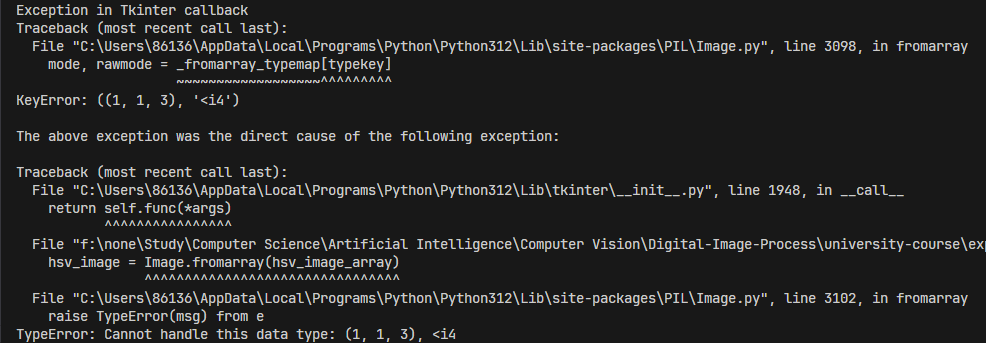 Exception in Tkinter callback
Traceback (most recent call last):
  File "C:\Users\86136\AppData\Local\Programs\Python\Python312\Lib\site-packages\PIL\Image.py", line 3098, in fromarray
    mode, rawmode = _fromarray_typemap[typekey]
                    ~~~~~~~~~~~~~~~~~~^^^^^^^^^
KeyError: ((1, 1, 3), '<i4')

The above exception was the direct cause of the following exception:

Traceback (most recent call last):
  File "C:\Users\86136\AppData\Local\Programs\Python\Python312\Lib\tkinter\__init__.py", line 1948, in __call__
    return self.func(*args)
           ^^^^^^^^^^^^^^^^
  File "f:\none\Study\Computer Science\Artificial Intelligence\Computer Vision\Digital-Image-Process\university-course\exp
    hsv_image = Image.fromarray(hsv_image_array)
                ^^^^^^^^^^^^^^^^^^^^^^^^^^^^^^^^
  File "C:\Users\86136\AppData\Local\Programs\Python\Python312\Lib\site-packages\PIL\Image.py", line 3102, in fromarray
    raise TypeError(msg) from e
TypeError: Cannot handle this data type: (1, 1, 3), <i4